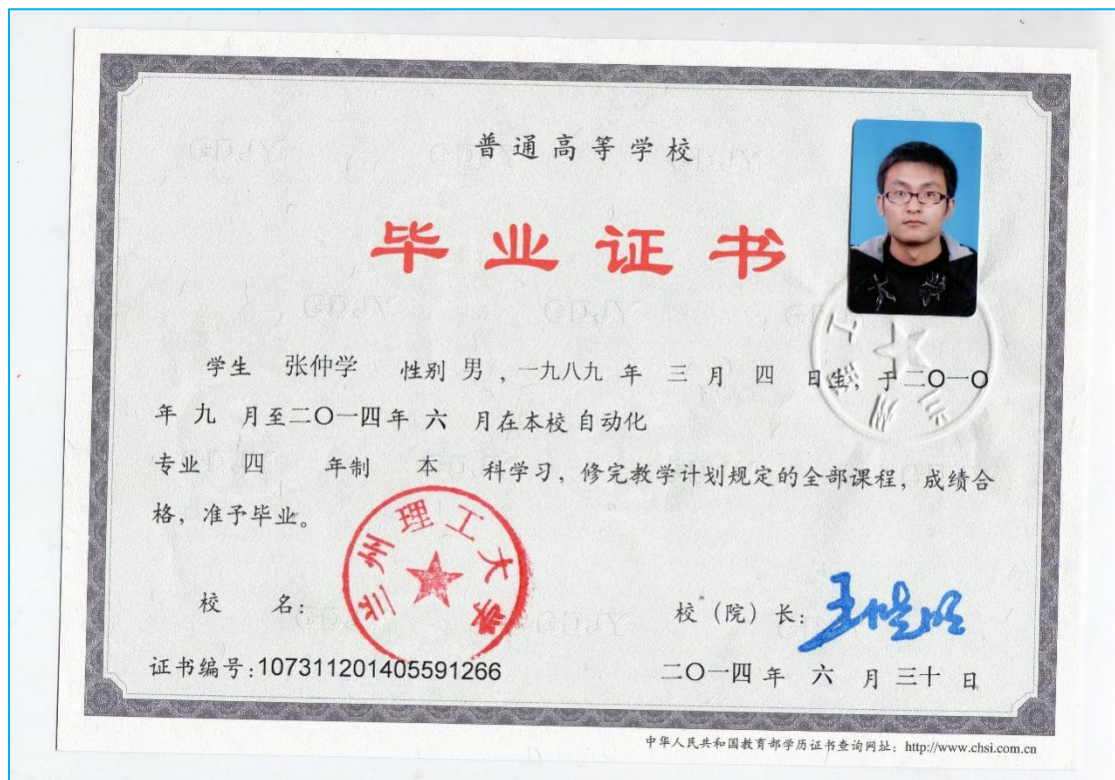 普通高等学校
毕业证书
学生 张仲学 性别 男 ，一九八九 年 三 月 四 日生，于二〇一〇
年 九 月至二〇一四年 六 月在本校 自动化
专业 四 年制 本 科学习，修完教学计划规定的全部课程，成绩合
格，准予毕业。
兰州理工大学
校 名：
校（院）长：
证书编号：107311201405591266
二〇一四 年 六 月 三十 日
中华人民共和国教育部学历证书查询网址：http://www.chsi.com.cn